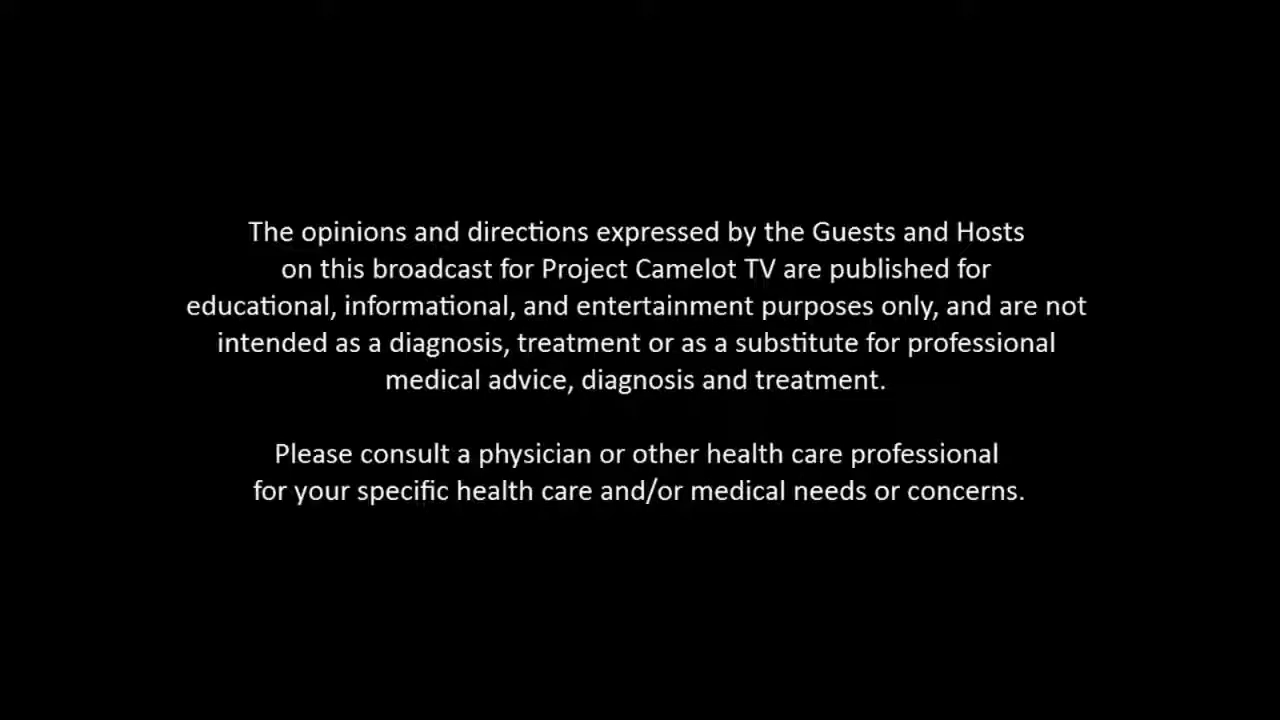 The opinions and directions expressed by the Guests and Hosts
on this broadcast for Project Camelot TV are published for
educational, informational, and entertainment purposes only, and are not
intended as a diagnosis, treatment or as a substitute for professional
medical advice, diagnosis and treatment.
Please consult a physician or other health care professional
for your specific health care and/or medical needs or concerns.